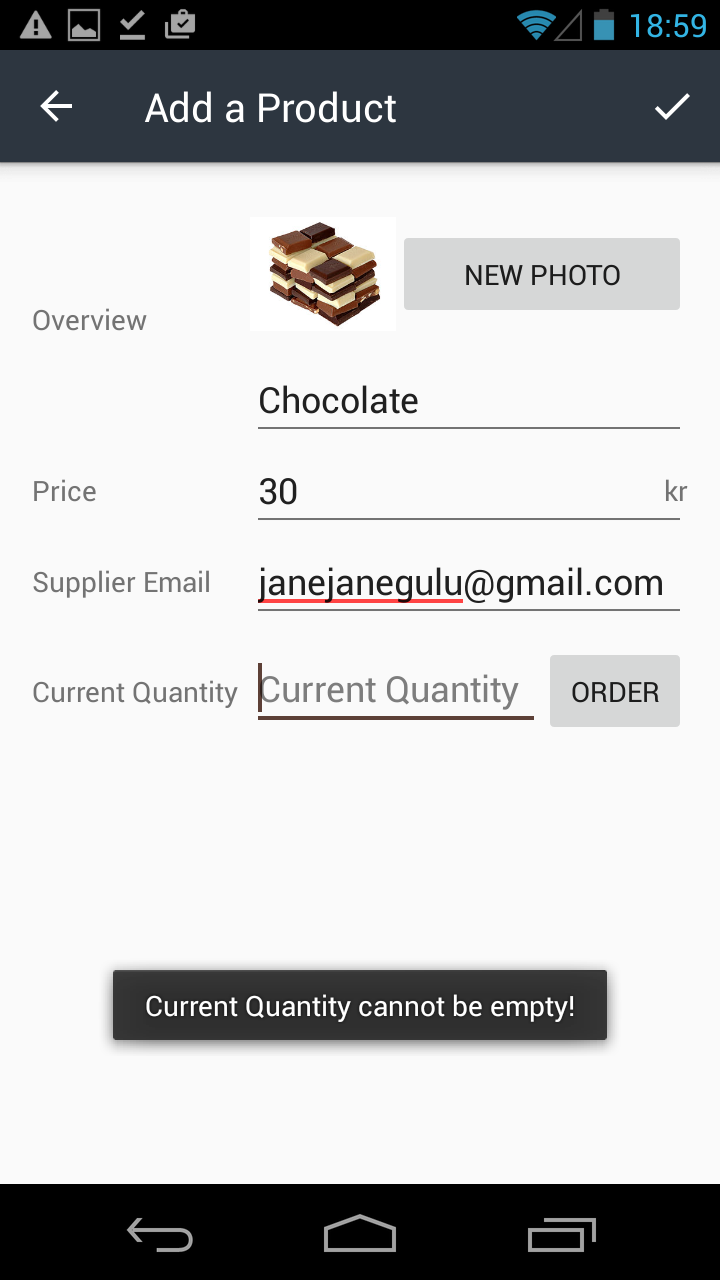 18:59
Add a Product
NEW PHOTO
Overview
Chocolate
Price 30 kr
Supplier Email janejanegulu@gmail.com
Current Quantity Current Quantity ORDER
Current Quantity cannot be empty!